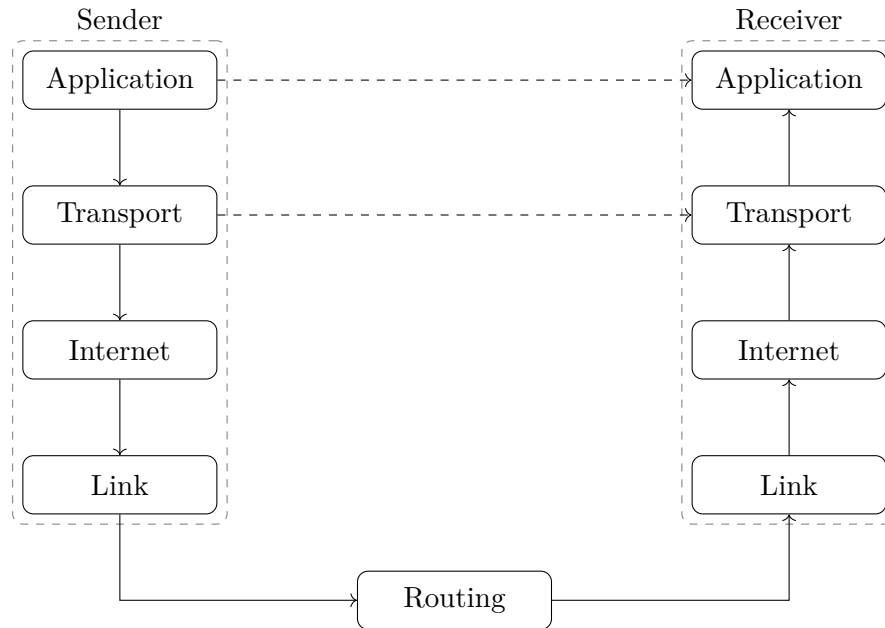 Sender
Receiver
Application
Application
Transport
Transport
Internet
Internet
Link
Link
Routing